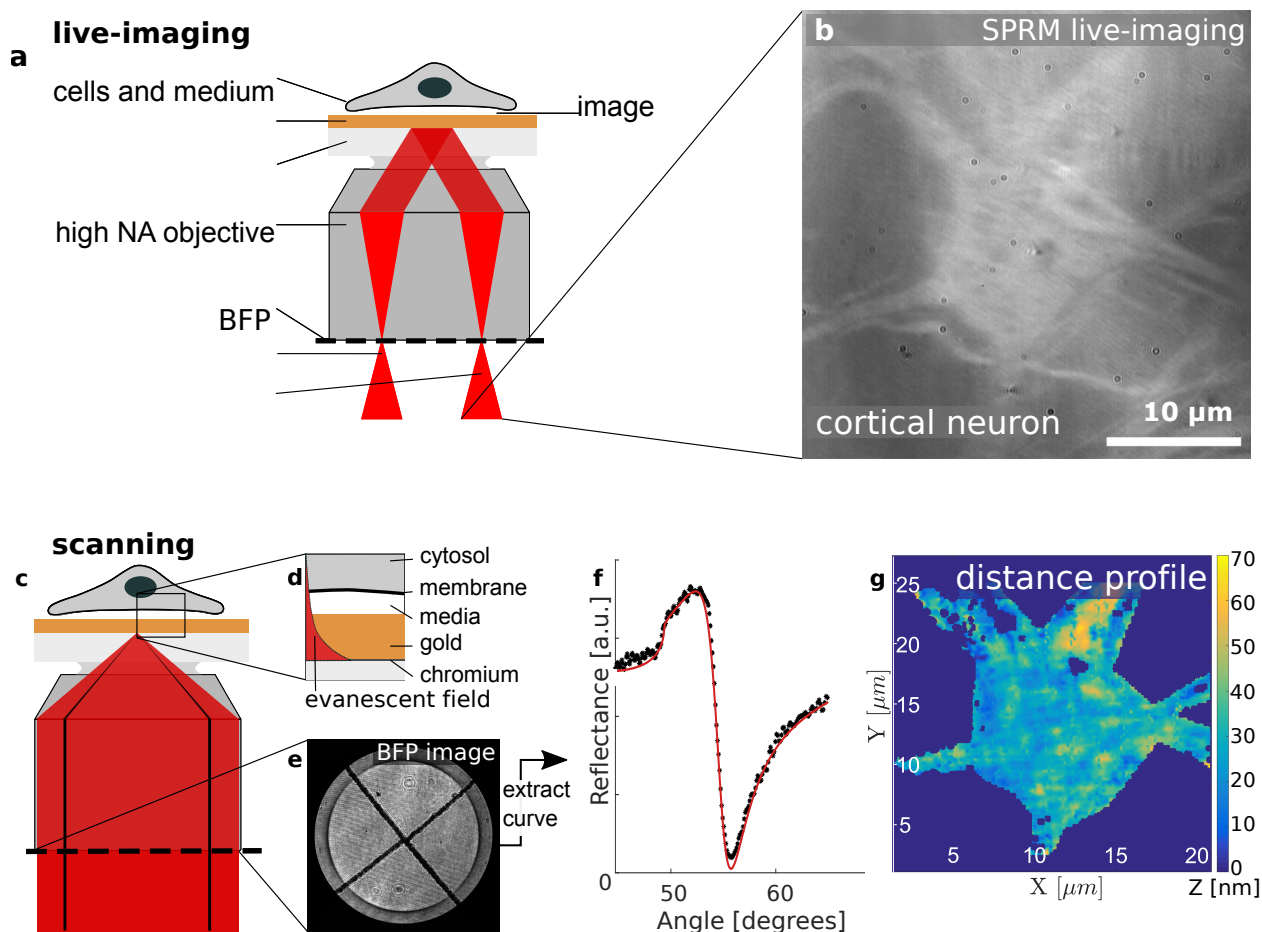 live-imaging
a
cells and medium
image
high NA objective
BFP
b
SPRM live-imaging
cortical neuron
10 µm
scanning
c
d
cytosol
membrane
media
gold
chromium
evanescent field
e
BFP image
extract
curve
f
Reflectance [a.u.]
0
50
60
Angle [degrees]
g
distance profile
25
20
15
10
5
Y [µm]
5
10
15
20
X [µm]
70
60
50
40
30
20
10
0
Z [nm]